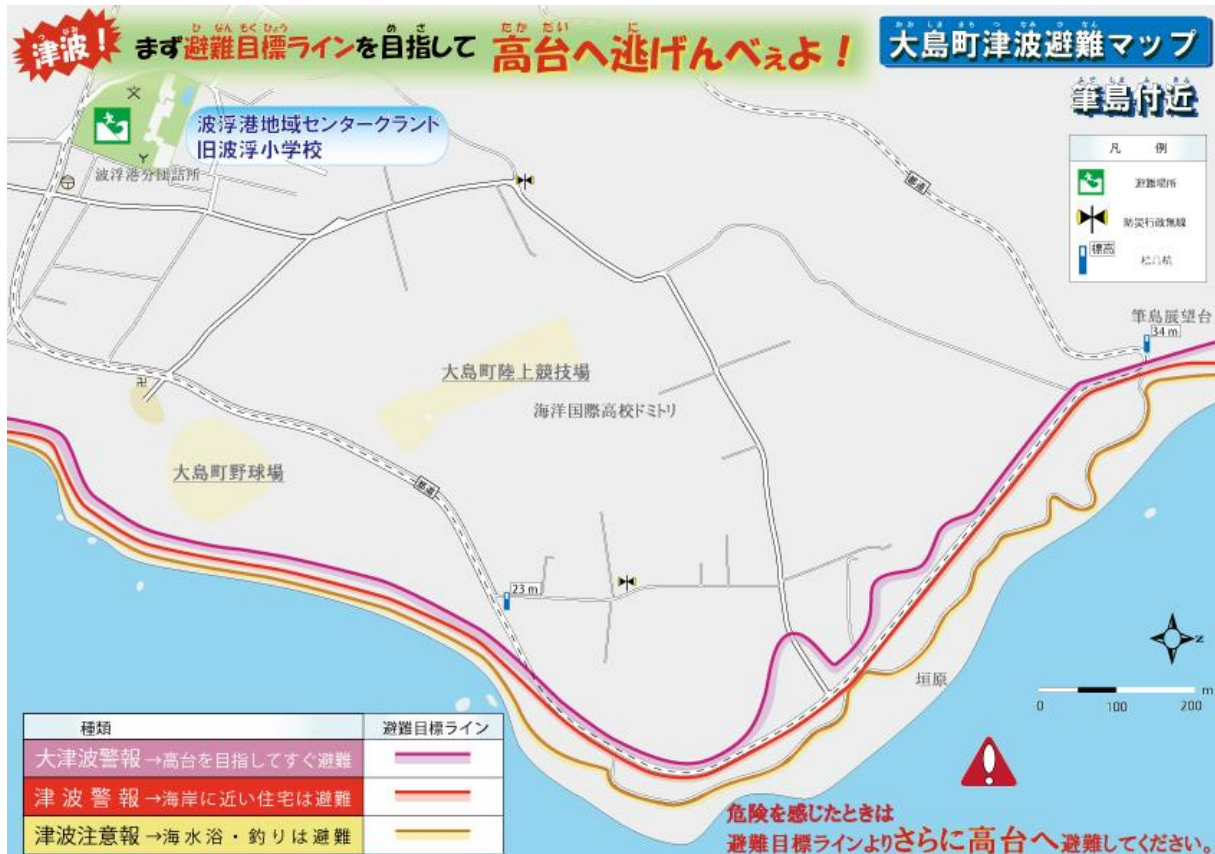 津波！ まず避難目標ラインを目指して 高台へ逃げんべぇよ！ 大島町津波避難マップ
筆島付近
波浮港地域センターグランド
旧波浮小学校
波浮港分団詰所
凡 例
避難場所
防災行政無線
標高
都道
筆島展望台
34 m
大島町陸上競技場
海洋国際高校ドミトリ
大島町野球場
都道
23 m
垣原
N
0 100 200 m
種類 避難目標ライン
大津波警報→高台を目指してすぐ避難
津波警報→海岸に近い住宅は避難
津波注意報→海水浴・釣りは避難
危険を感じたときは
避難目標ラインよりさらに高台へ避難してください。